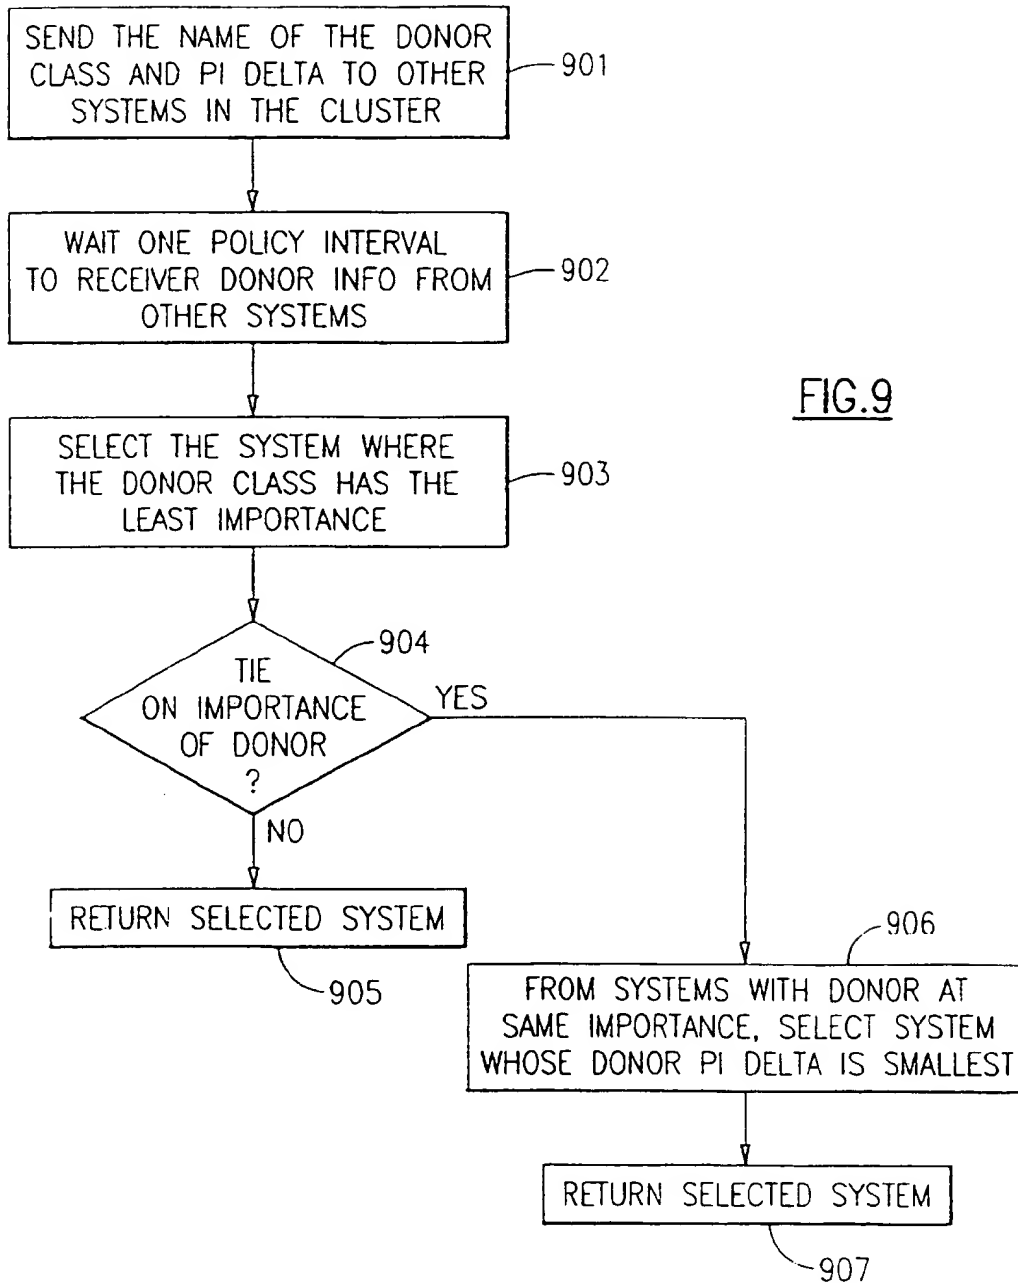 SEND THE NAME OF THE DONOR
CLASS AND PI DELTA TO OTHER
SYSTEMS IN THE CLUSTER
901
WAIT ONE POLICY INTERVAL
TO RECEIVER DONOR INFO FROM
OTHER SYSTEMS
902
FIG.9
SELECT THE SYSTEM WHERE
THE DONOR CLASS HAS THE
LEAST IMPORTANCE
903
904
TIE
ON IMPORTANCE
OF DONOR
?
YES
NO
RETURN SELECTED SYSTEM
905
906
FROM SYSTEMS WITH DONOR AT
SAME IMPORTANCE, SELECT SYSTEM
WHOSE DONOR PI DELTA IS SMALLEST
RETURN SELECTED SYSTEM
907